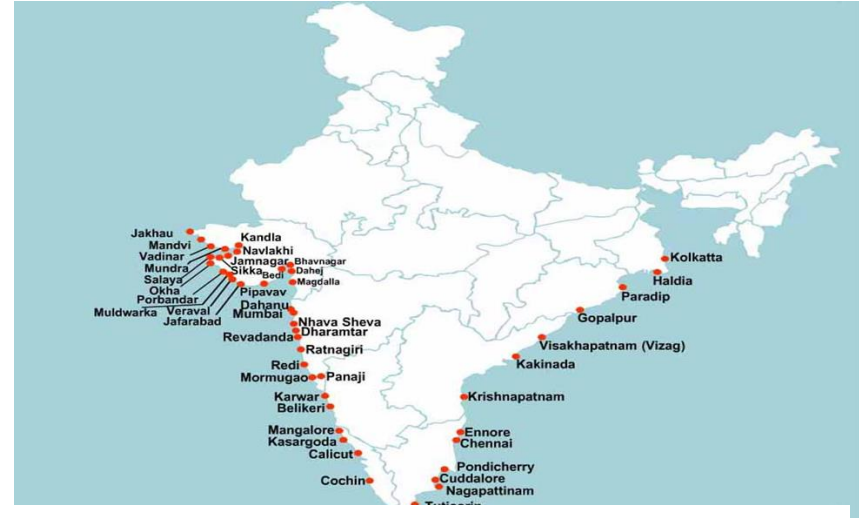 Jakhau
Kandla
Mandvi
Navlakhi
Vadinar
Jamnagar
Bhavnagar
Mundra
Sikka
Bedi
Dahej
Salaya
Magdalla
Okha
Pipavav
Porbandar
Muldwarka
Veraval
Jafarabad
Dahanu
Mumbai
Nhava Sheva
Dharamtar
Revadanda
Ratnagiri
Redi
Mormugao
Panaji
Karwar
Belikeri
Mangalore
Kasargoda
Calicut
Cochin
Kolkatta
Haldia
Paradip
Gopalpur
Visakhapatnam (Vizag)
Kakinada
Krishnapatnam
Ennore
Chennai
Pondicherry
Cuddalore
Nagapattinam